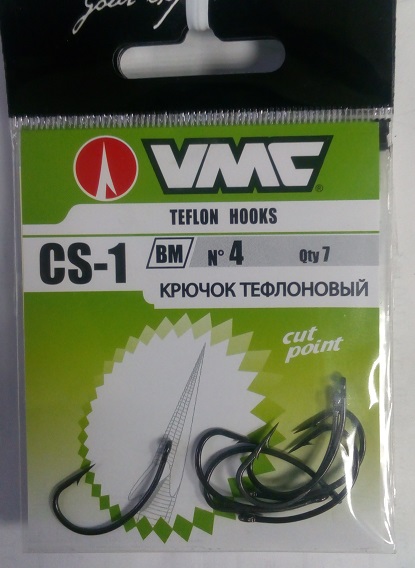 VMC®
TEFLON HOOKS
CS-1 BM N° 4 Qty 7
КРЮЧОК ТЕФЛОНОВЫЙ
cut
point